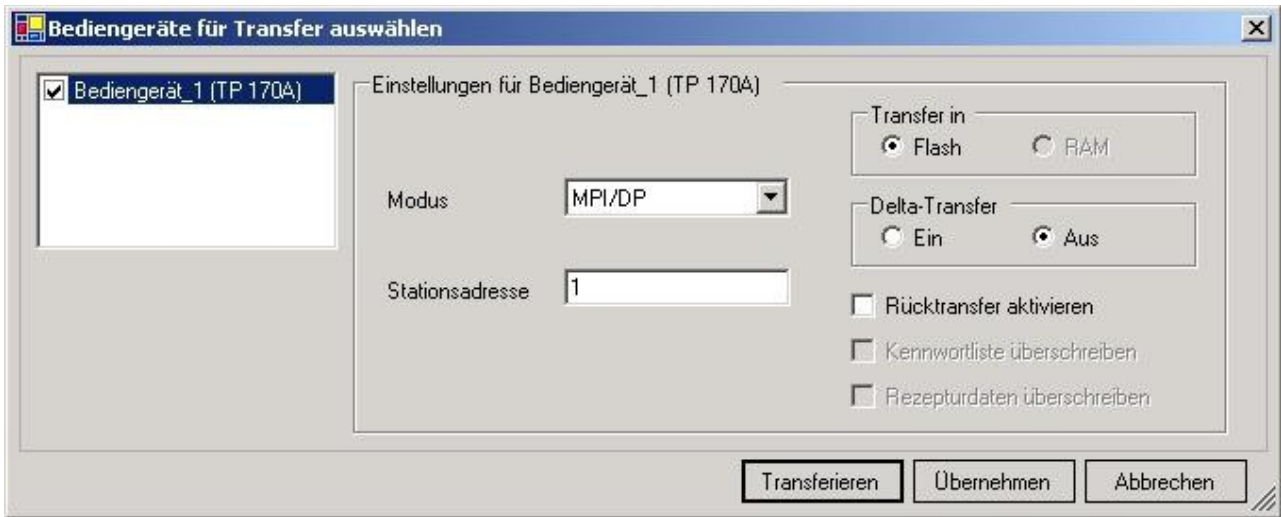 Bediengeräte für Transfer auswählen
Bediengerät_1 (TP 170A)
Einstellungen für Bediengerät_1 (TP 170A)
Modus
MPI/DP
Stationsadresse
1
Transfer in
Flash
RAM
Delta-Transfer
Ein
Aus
Rücktransfer aktivieren
Kennwortliste überschreiben
Rezepturdaten überschreiben
Transferieren
Übernehmen
Abbrechen